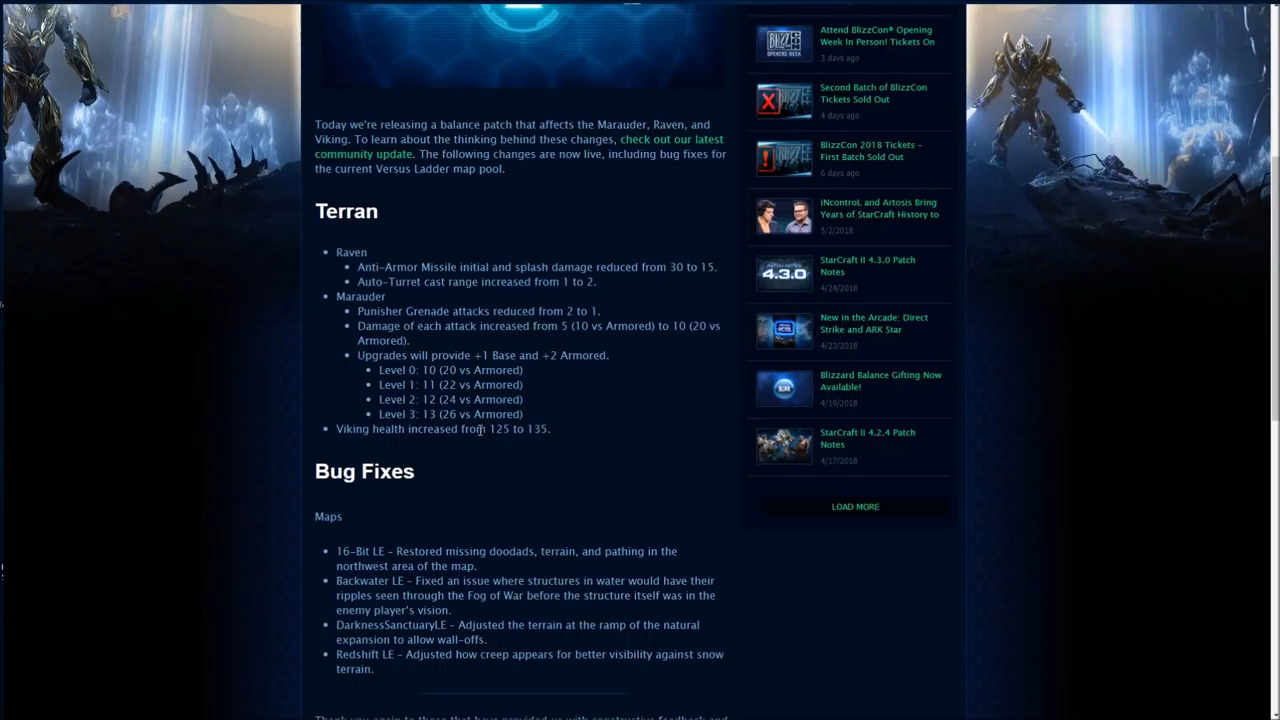 Today we're releasing a balance patch that affects the Marauder, Raven, and
Viking. To learn about the thinking behind these changes, check out our latest
community update. The following changes are now live, including bug fixes for
the current Versus Ladder map pool.
Terran
Raven
Anti-Armor Missile initial and splash damage reduced from 30 to 15.
Auto-Turret cast range increased from 1 to 2.
Marauder
Punisher Grenade attacks reduced from 2 to 1.
Damage of each attack increased from 5 (10 vs Armored) to 10 (20 vs
Armored).
Upgrades will provide +1 Base and +2 Armored.
Level 0: 10 (20 vs Armored)
Level 1: 11 (22 vs Armored)
Level 2: 12 (24 vs Armored)
Level 3: 13 (26 vs Armored)
Viking health increased from 125 to 135.
Bug Fixes
Maps
16-Bit LE – Restored missing doodads, terrain, and pathing in the
northwest area of the map.
Backwater LE – Fixed an issue where structures in water would have their
ripples seen through the Fog of War before the structure itself was in the
enemy player's vision.
DarknessSanctuaryLE – Adjusted the terrain at the ramp of the natural
expansion to allow wall-offs.
Redshift LE – Adjusted how creep appears for better visibility against snow
terrain.
Thank you again to those that have provided us with constructive feedback and
Attend BlizzCon® Opening
Week In Person! Tickets On
3 days ago
Second Batch of BlizzCon
Tickets Sold Out
4 days ago
BlizzCon 2018 Tickets –
First Batch Sold Out
6 days ago
iNcontroL and Artosis Bring
Years of StarCraft History to
5/2/2018
4.3.0
StarCraft II 4.3.0 Patch
Notes
4/24/2018
New in the Arcade: Direct
Strike and ARK Star
4/23/2018
Blizzard Balance Gifting Now
Available!
4/19/2018
StarCraft II 4.2.4 Patch
Notes
4/17/2018
LOAD MORE